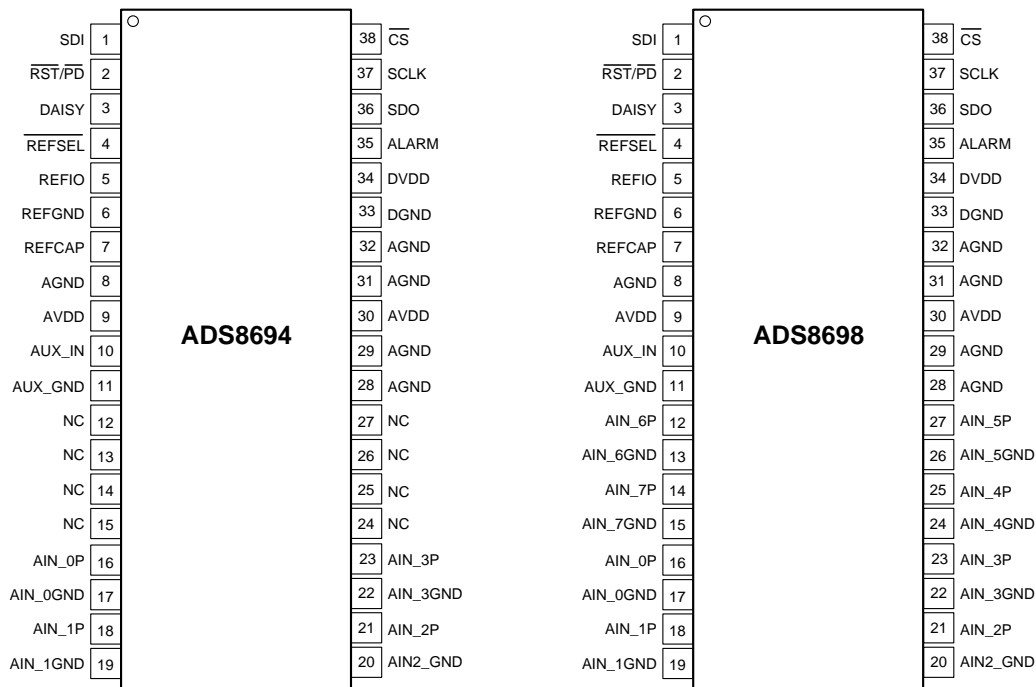 SDI 1 38 CS SDI 1 38 CS
RST/PD 2 37 SCLK RST/PD 2 37 SCLK
DAISY 3 36 SDO DAISY 3 36 SDO
REFSEL 4 35 ALARM REFSEL 4 35 ALARM
REFIO 5 34 DVDD REFIO 5 34 DVDD
REFGND 6 33 DGND REFGND 6 33 DGND
REFCAP 7 32 AGND REFCAP 7 32 AGND
AGND 8 31 AGND AGND 8 31 AGND
AVDD 9 30 AVDD AVDD 9 30 AVDD
ADS8694 ADS8698
AUX_IN 10 29 AGND AUX_IN 10 29 AGND
AUX_GND 11 28 AGND AUX_GND 11 28 AGND
NC 12 27 NC AIN_6P 12 27 AIN_5P
NC 13 26 NC AIN_6GND 13 26 AIN_5GND
NC 14 25 NC AIN_7P 14 25 AIN_4P
NC 15 24 NC AIN_7GND 15 24 AIN_4GND
AIN_0P 16 23 AIN_3P AIN_0P 16 23 AIN_3P
AIN_0GND 17 22 AIN_3GND AIN_0GND 17 22 AIN_3GND
AIN_1P 18 21 AIN_2P AIN_1P 18 21 AIN_2P
AIN_1GND 19 20 AIN2_GND AIN_1GND 19 20 AIN2_GND